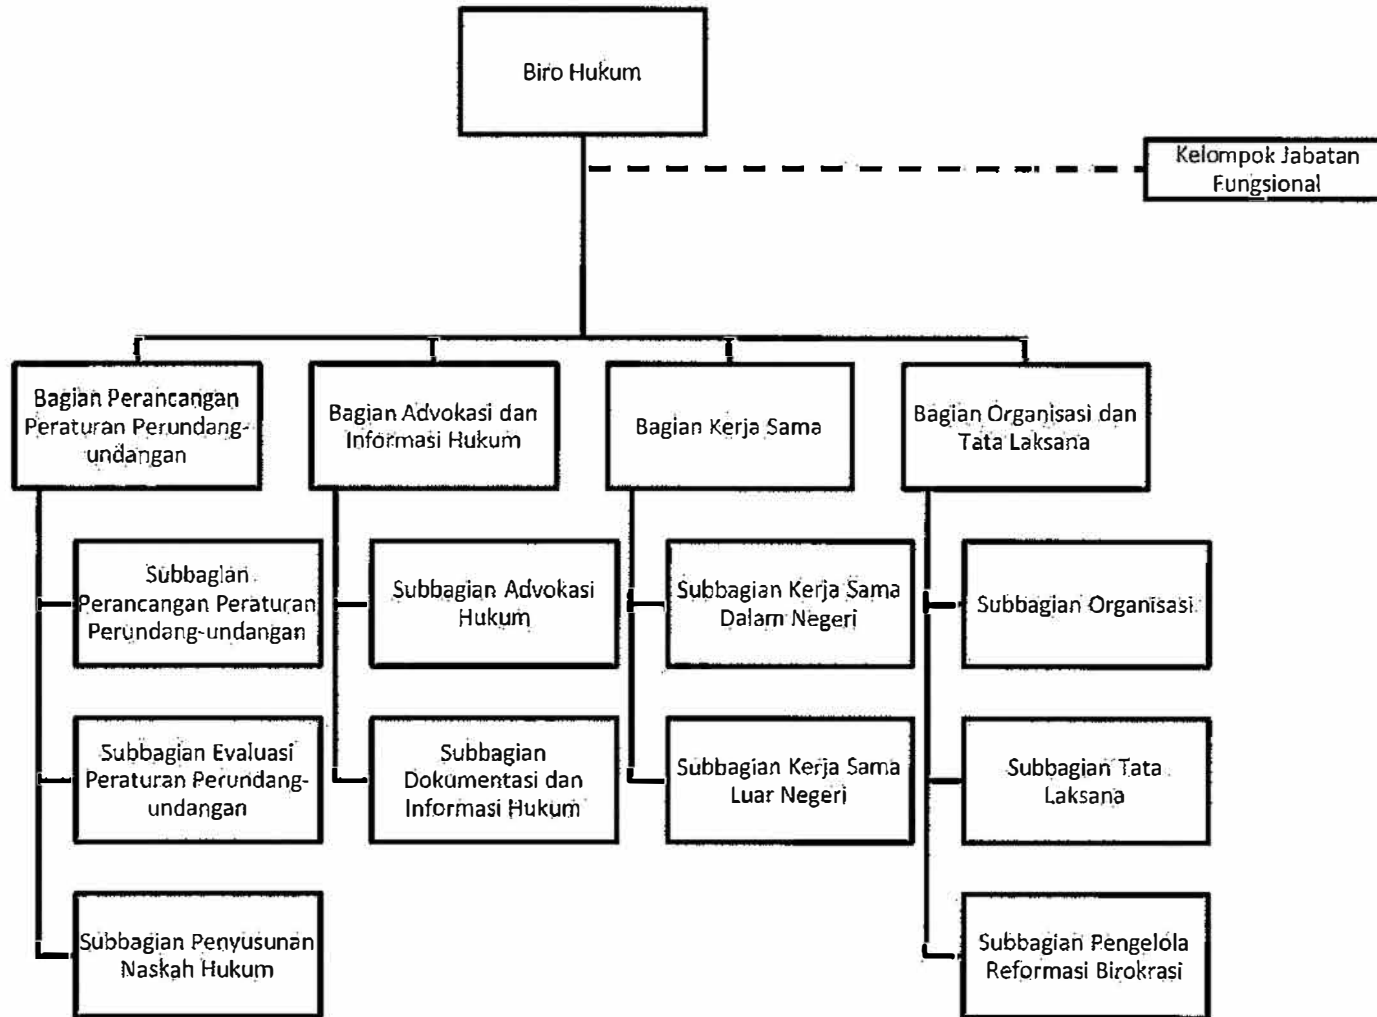 Biro Hukum
Kelompok Jabatan
Fungsional
Bagian Perancangan
Peraturan Perundang-
undangan
Bagian Advokasi dan
Informasi Hukum
Bagian Kerja Sama
Bagian Organisasi dan
Tata Laksana
Subbagian
Perancangan Peraturan
Perundang-undangan
Subbagian Advokasi
Hukum
Subbagian Kerja Sama
Dalam Negeri
Subbagian Organisasi
Subbagian Evaluasi
Peraturan Perundang-
undangan
Subbagian
Dokumentasi dan
Informasi Hukum
Subbagian Kerja Sama
Luar Negeri
Subbagian Tata
Laksana
Subbagian Penyusunan
Naskah Hukum
Subbagian Pengelola
Reformasi Birokrasi